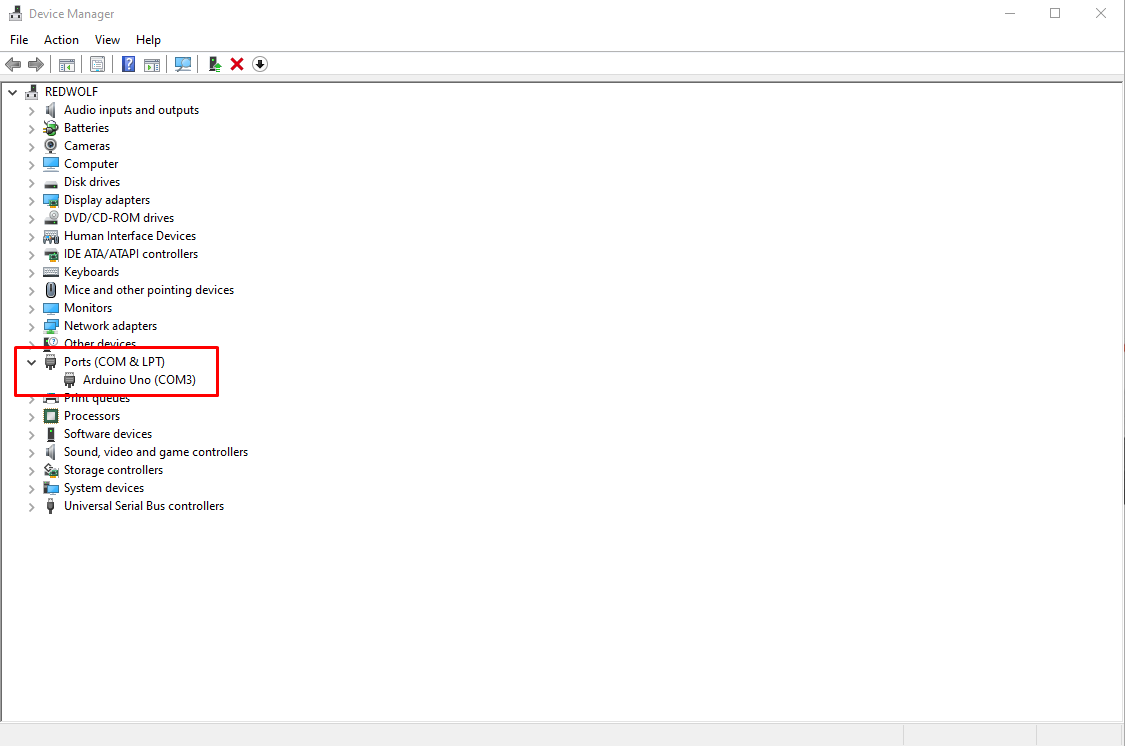 Device Manager
File Action View Help
REDWOLF
Audio inputs and outputs
Batteries
Cameras
Computer
Disk drives
Display adapters
DVD/CD-ROM drives
Human Interface Devices
IDE ATA/ATAPI controllers
Keyboards
Mice and other pointing devices
Monitors
Network adapters
Other devices
Ports (COM & LPT)
Arduino Uno (COM3)
Print queues
Processors
Software devices
Sound, video and game controllers
Storage controllers
System devices
Universal Serial Bus controllers